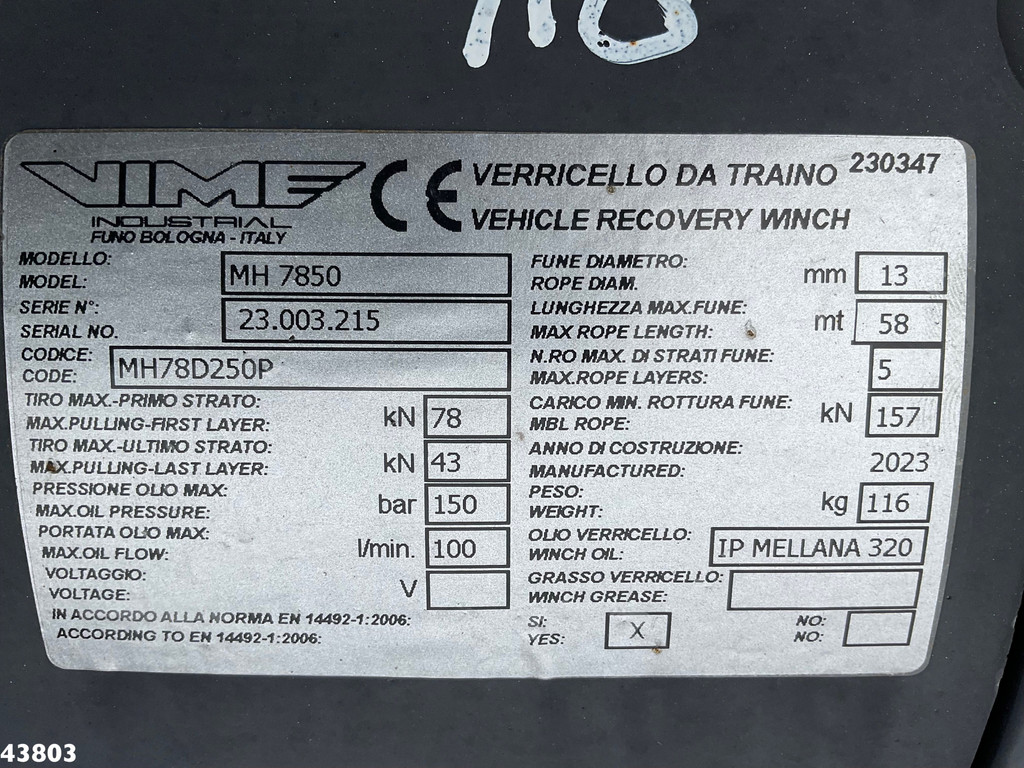 VIME
INDUSTRIAL
FUNO BOLOGNA - ITALY
CE
VERRICELLO DA TRAINO 230347
VEHICLE RECOVERY WINCH
MODELLO:
MODEL: MH 7850
SERIE N°:
SERIAL NO. 23.003.215
CODICE:
CODE: MH78D250P
TIRO MAX.-PRIMO STRATO:
MAX.PULLING-FIRST LAYER: kN 78
TIRO MAX.-ULTIMO STRATO:
MAX.PULLING-LAST LAYER: kN 43
PRESSIONE OLIO MAX:
MAX.OIL PRESSURE: bar 150
PORTATA OLIO MAX:
MAX.OIL FLOW: l/min. 100
VOLTAGGIO:
VOLTAGE: V
IN ACCORDO ALLA NORMA EN 14492-1:2006:
ACCORDING TO EN 14492-1:2006:
FUNE DIAMETRO:
ROPE DIAM. mm 13
LUNGHEZZA MAX.FUNE:
MAX ROPE LENGTH: mt 58
N.RO MAX. DI STRATI FUNE:
MAX.ROPE LAYERS: 5
CARICO MIN. ROTTURA FUNE:
MBL ROPE: kN 157
ANNO DI COSTRUZIONE:
MANUFACTURED: 2023
PESO:
WEIGHT: kg 116
OLIO VERRICELLO:
WINCH OIL: IP MELLANA 320
GRASSO VERRICELLO:
WINCH GREASE:
SI:
YES: X
NO:
NO:
43803